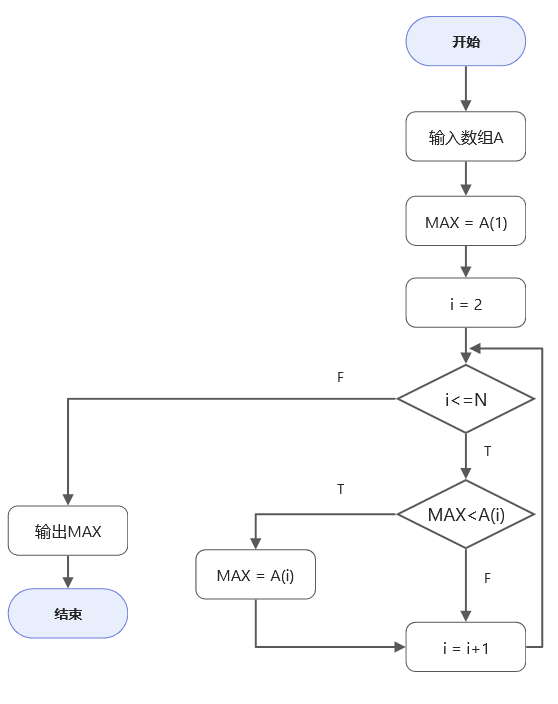 开始
输入数组A
MAX = A(1)
i = 2
F
i<=N
T
T
MAX<A(i)
输出MAX
MAX = A(i)
F
结束
i = i+1